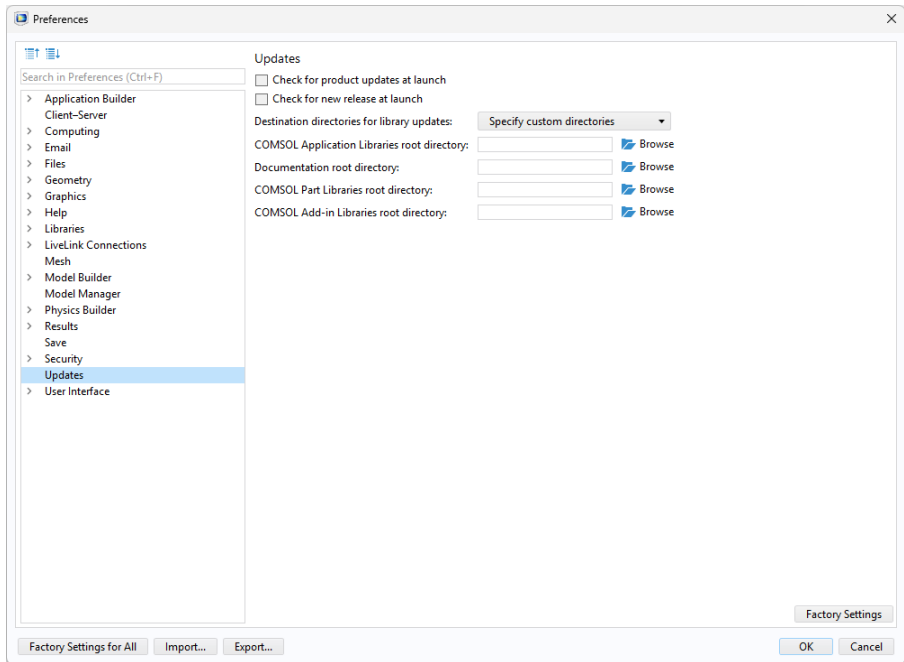 Preferences
Search in Preferences (Ctrl+F)
Application Builder
Client–Server
Computing
Email
Files
Geometry
Graphics
Help
Libraries
LiveLink Connections
Mesh
Model Builder
Model Manager
Physics Builder
Results
Save
Security
Updates
User Interface
Updates
Check for product updates at launch
Check for new release at launch
Destination directories for library updates: Specify custom directories
COMSOL Application Libraries root directory: Browse
Documentation root directory: Browse
COMSOL Part Libraries root directory: Browse
COMSOL Add-in Libraries root directory: Browse
Factory Settings
Factory Settings for All Import... Export... OK Cancel